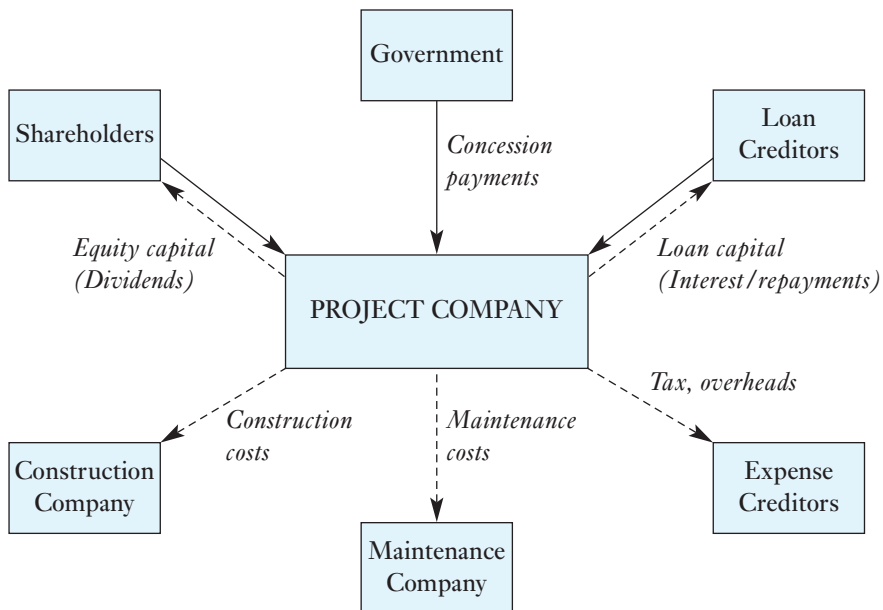 Government
Shareholders
Loan
Creditors
Concession
payments
Equity capital
(Dividends)
Loan capital
(Interest/repayments)
PROJECT COMPANY
Tax, overheads
Construction
costs
Maintenance
costs
Construction
Company
Expense
Creditors
Maintenance
Company